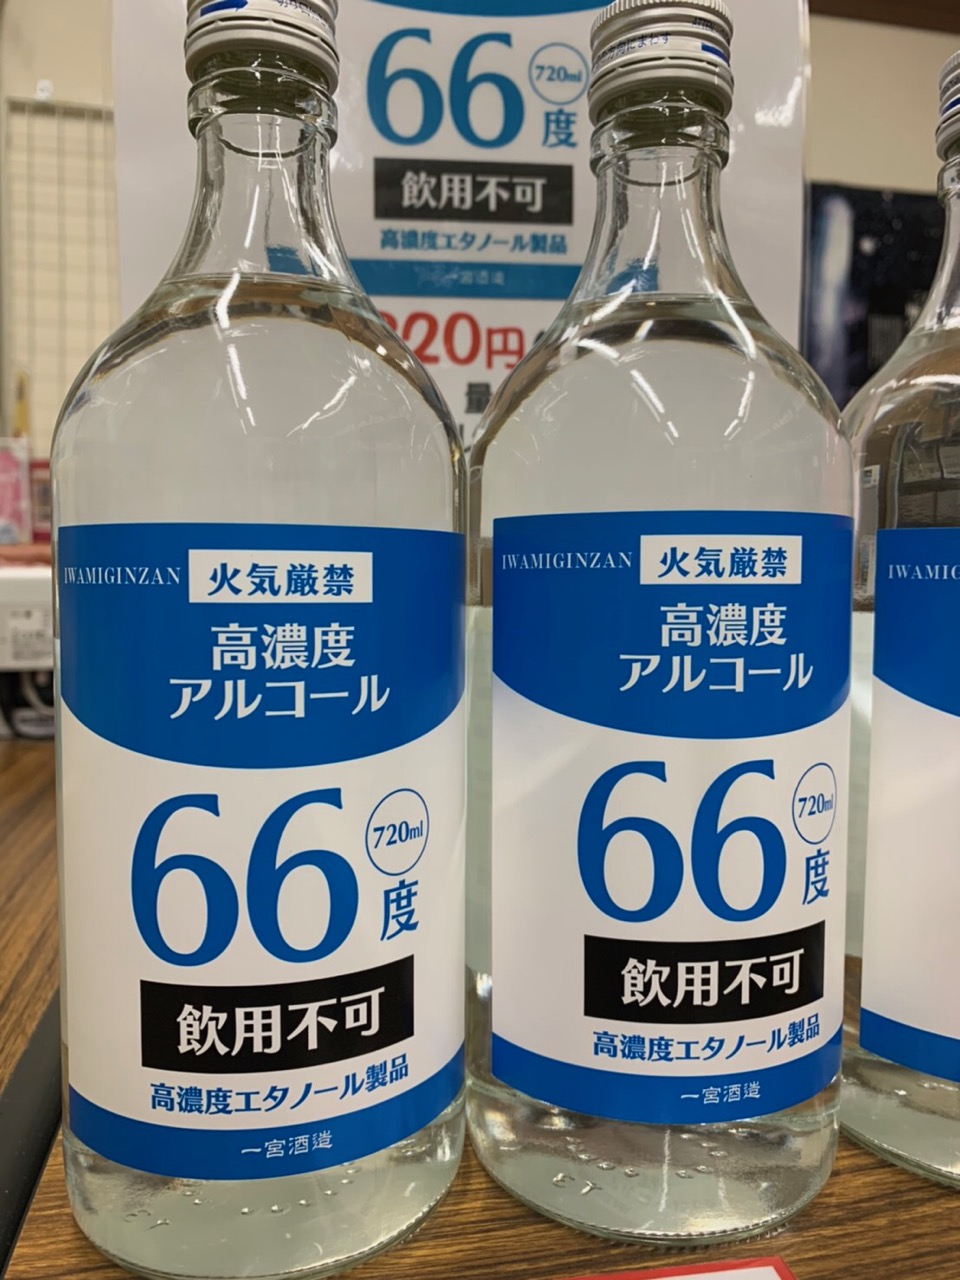 66
720ml
度
飲用不可
高濃度エタノール製品
一宮酒造
20円
IWAMIGINZAN
火気厳禁
高濃度
アルコール
66
720ml
度
飲用不可
高濃度エタノール製品
一宮酒造
IWAMIGINZAN
火気厳禁
高濃度
アルコール
66
720ml
度
飲用不可
高濃度エタノール製品
一宮酒造
IWAMIG